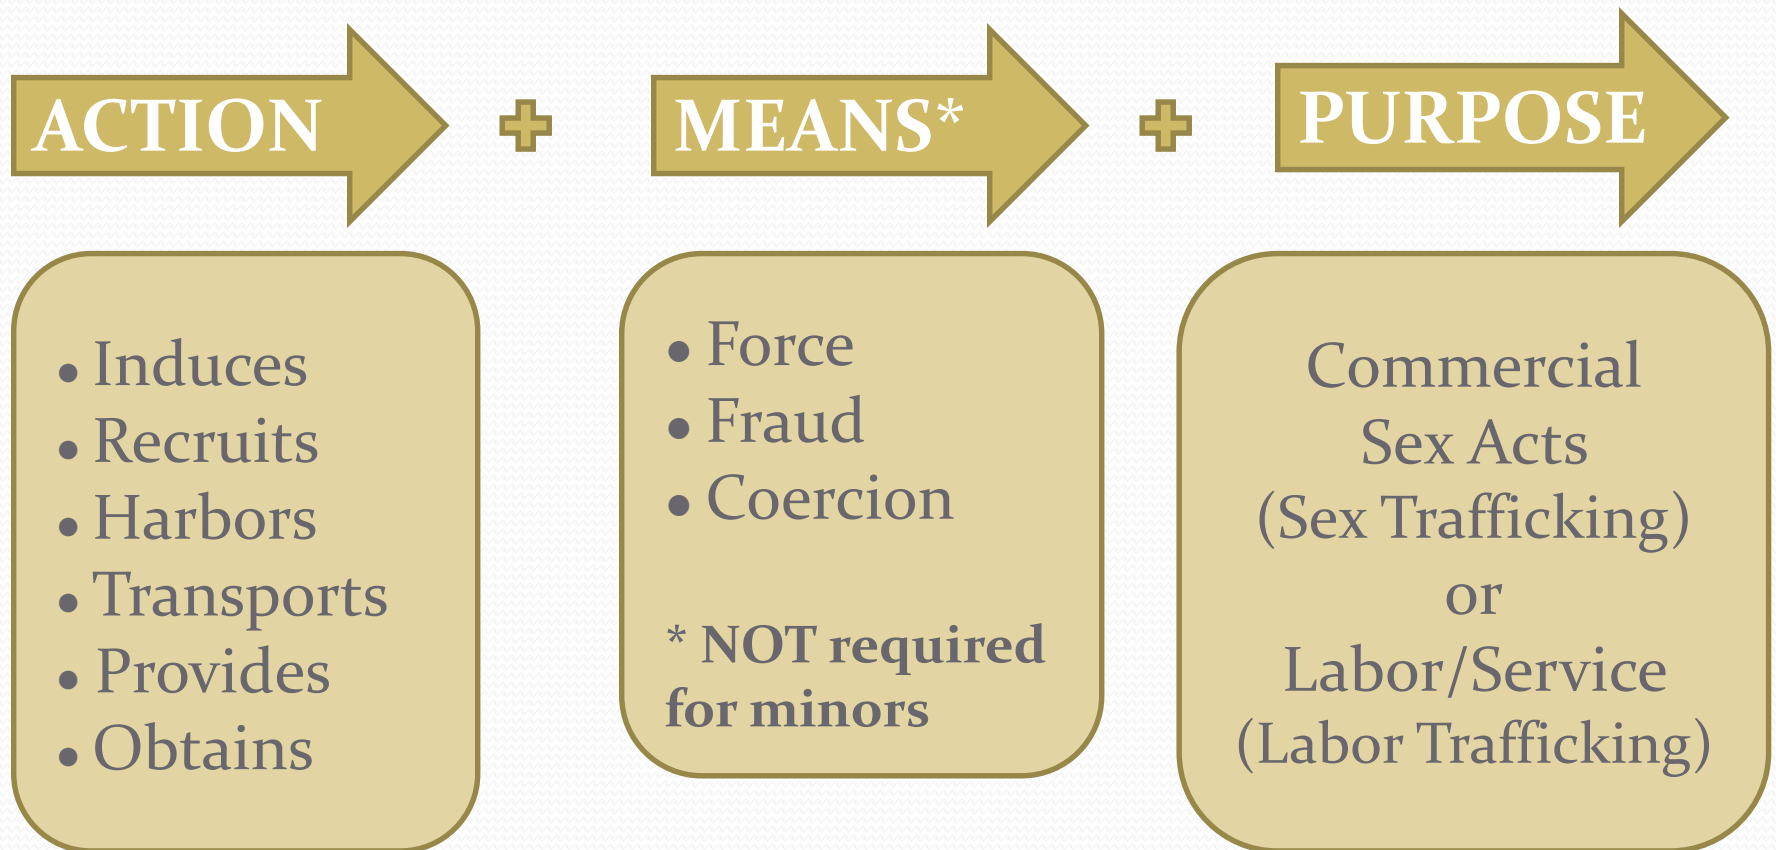 ACTION
MEANS*
PURPOSE
• Induces
• Recruits
• Harbors
• Transports
• Provides
• Obtains
• Force
• Fraud
• Coercion
* NOT required
for minors
Commercial
Sex Acts
(Sex Trafficking)
or
Labor/Service
(Labor Trafficking)